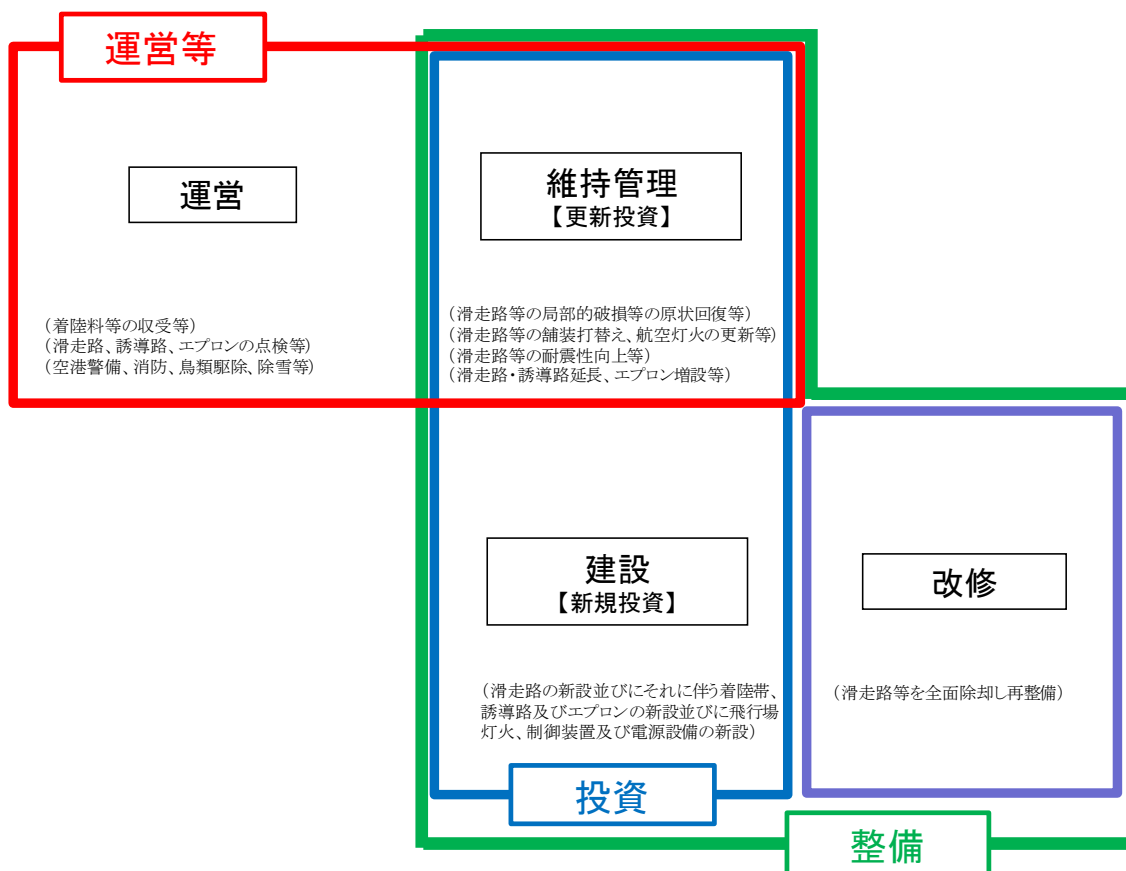 運営等
運営
維持管理
【更新投資】
（着陸料等の収受等）
（滑走路、誘導路、エプロンの点検等）
（空港警備、消防、鳥類駆除、除雪等）
（滑走路等の局部的破損等の原状回復等）
（滑走路等の舗装打替え、航空灯火の更新等）
（滑走路等の耐震性向上等）
（滑走路・誘導路延長、エプロン増設等）
建設
【新規投資】
改修
（滑走路の新設並びにそれに伴う着陸帯、
誘導路及びエプロンの新設並びに飛行場
灯火、制御装置及び電源設備の新設）
（滑走路等を全面除却し再整備）
投資
整備